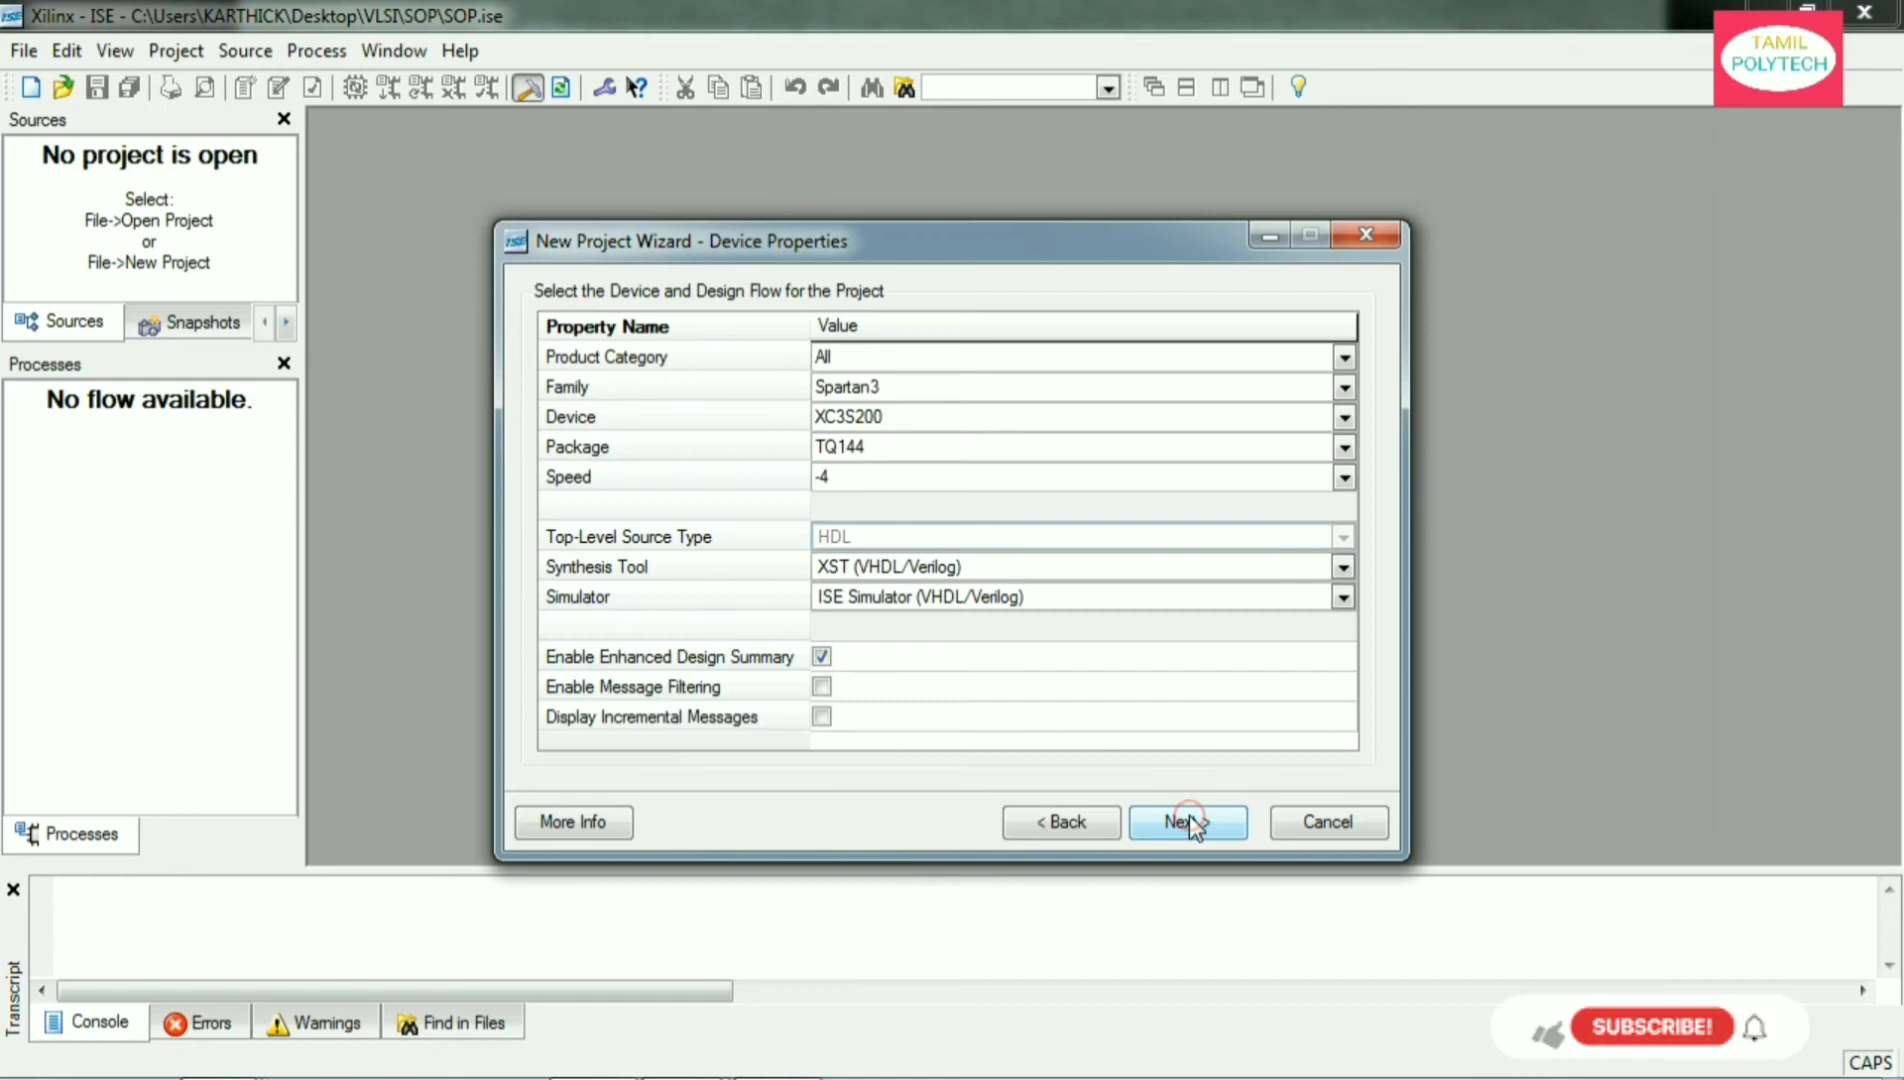 Xilinx - ISE - C:\Users\KARTHICK\Desktop\VLSI\SOP\SOP.ise
File Edit View Project Source Process Window Help
TAMIL
POLYTECH
Sources
No project is open
Select:
File->Open Project
or
File->New Project
Sources Snapshots
Processes
No flow available.
Processes
New Project Wizard - Device Properties
Select the Device and Design Flow for the Project
Property Name Value
Product Category All
Family Spartan3
Device XC3S200
Package TQ144
Speed -4
Top-Level Source Type HDL
Synthesis Tool XST (VHDL/Verilog)
Simulator ISE Simulator (VHDL/Verilog)
Enable Enhanced Design Summary
Enable Message Filtering
Display Incremental Messages
More Info < Back Next > Cancel
Transcript
Console Errors Warnings Find in Files
SUBSCRIBE!
CAPS